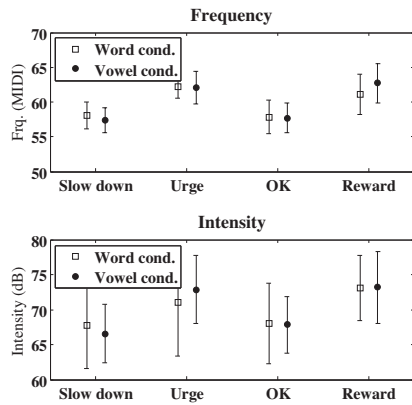 Frequency
70
65
60
55
50
Frq. (MIDI)
Word cond.
Vowel cond.
Slow down Urge OK Reward
Intensity
80
75
70
65
60
Intensity (dB)
Word cond.
Vowel cond.
Slow down Urge OK Reward